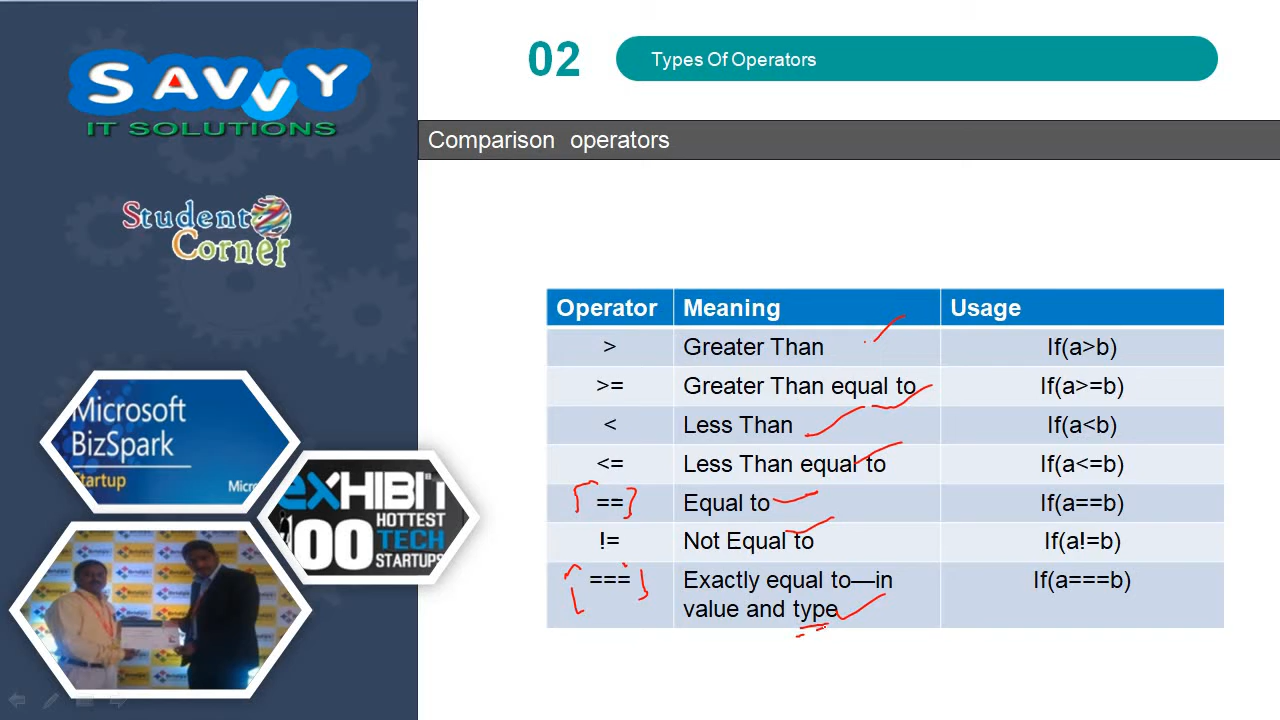 SAVVY
IT SOLUTIONS
Student
Corner
Microsoft
BizSpark
Startup
Micro
eXHIBIT
100
HOTTEST
TECH
STARTUPS
02
Types Of Operators
Comparison operators
Operator Meaning Usage
> Greater Than If(a>b)
>= Greater Than equal to If(a>=b)
< Less Than If(a<b)
<= Less Than equal to If(a<=b)
== Equal to If(a==b)
!= Not Equal to If(a!=b)
=== Exactly equal to—in If(a===b)
value and type